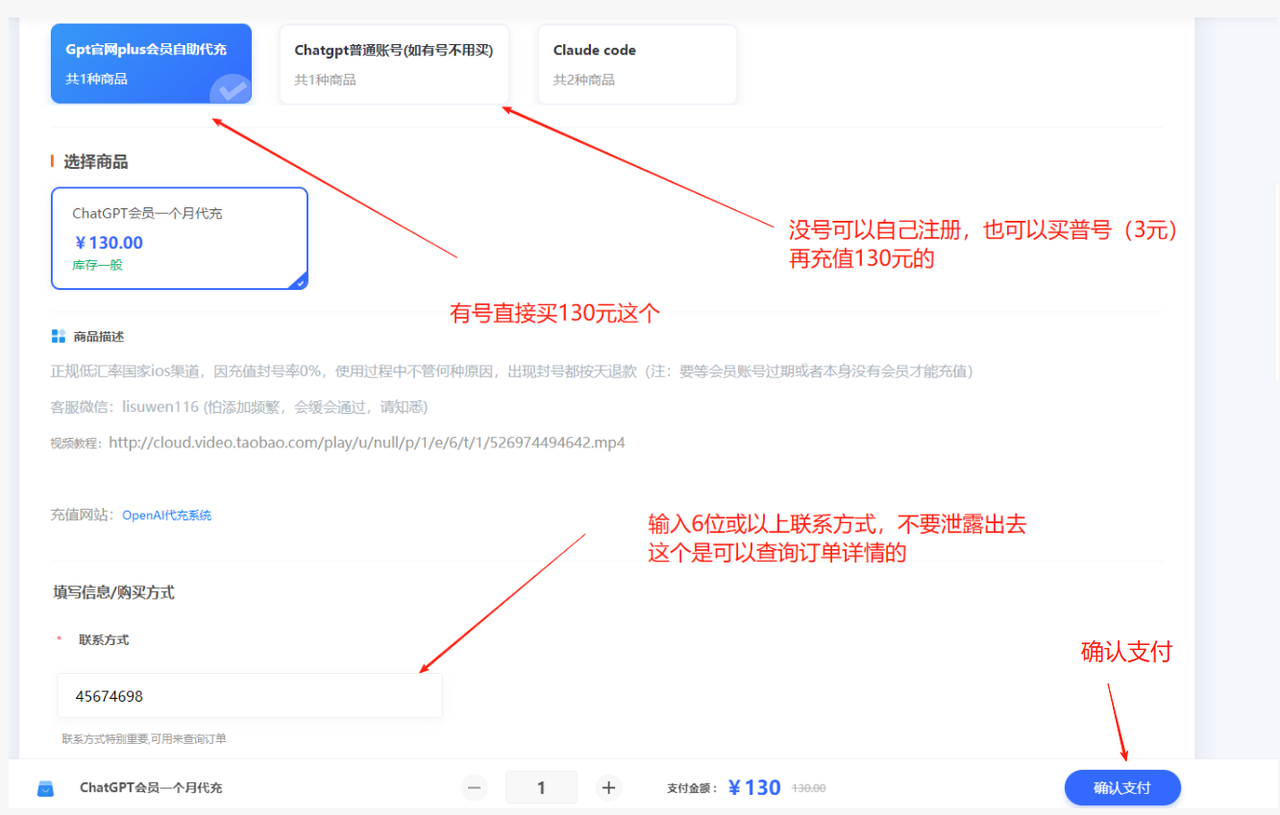 Gpt官网plus会员自助代充
共1种商品
Chatgpt普通账号(如有号不用买)
共1种商品
Claude code
共2种商品
选择商品
ChatGPT会员一个月代充
￥130.00
库存一般
没号可以自己注册，也可以买普号（3元）
再充值130元的
有号直接买130元这个
商品描述
正规低汇率国家ios渠道，因充值封号率0%，使用过程中不管何种原因，出现封号都按天退款（注：要等会员账号过期或者本身没有会员才能充值）
客服微信：lisuwen116 (怕添加频繁，会缓会通过，请知悉)
视频教程：http://cloud.video.taobao.com/play/u/null/p/1/e/6/t/1/526974494642.mp4
充值网站：OpenAI代充系统
输入6位或以上联系方式，不要泄露出去
这个是可以查询订单详情的
填写信息/购买方式
* 联系方式
45674698
联系方式特别重要,可用来查询订单
确认支付
ChatGPT会员一个月代充
— 1 +
支付金额：￥130 130.00
确认支付